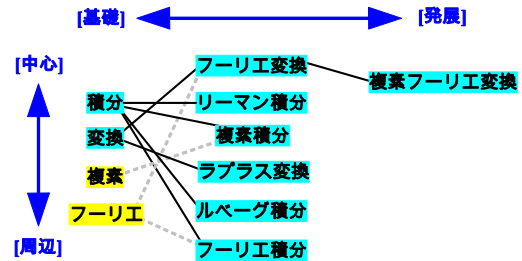 [基礎]
[発展]
[中心]
フーリエ変換
複素フーリエ変換
積分
リーマン積分
変換
複素積分
複素
ラプラス変換
フーリエ
ルベーグ積分
[周辺]
フーリエ積分